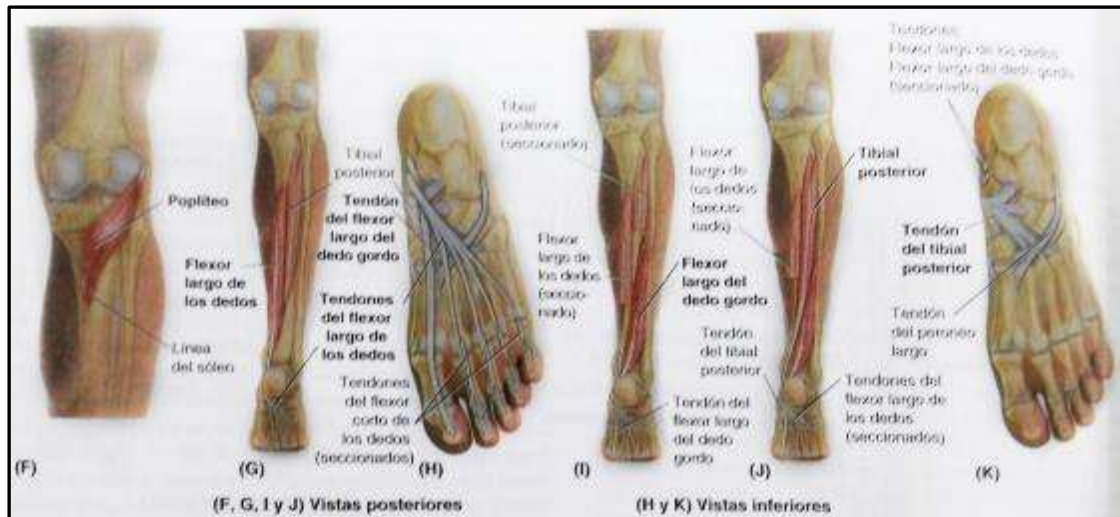 Poplíteo
Línea
del sóleo
(F)
Flexor
largo de
los dedos
(G)
Tibial
posterior
Tendón
del flexor
largo del
dedo gordo
Tendones
del flexor
largo de
los dedos
Tendones
del flexor
corto de
los dedos
(seccionados)
(H)
Tibial
posterior
(seccionado)
Flexor
largo de
los dedos
(seccio-
nado)
(I)
Flexor
largo de
los dedos
(seccio-
nado)
Flexor
largo del
dedo gordo
Tendón
del tibial
posterior
Tendón del
flexor largo
del dedo
gordo
(J)
Tibial
posterior
Tendones del
flexor largo de
los dedos
(seccionados)
Tendones:
Flexor largo de los dedos
Flexor largo del dedo gordo
(seccionado)
Tendón
del tibial
posterior
Tendón
del peroneo
largo
(K)
(F, G, I y J) Vistas posteriores
(H y K) Vistas inferiores